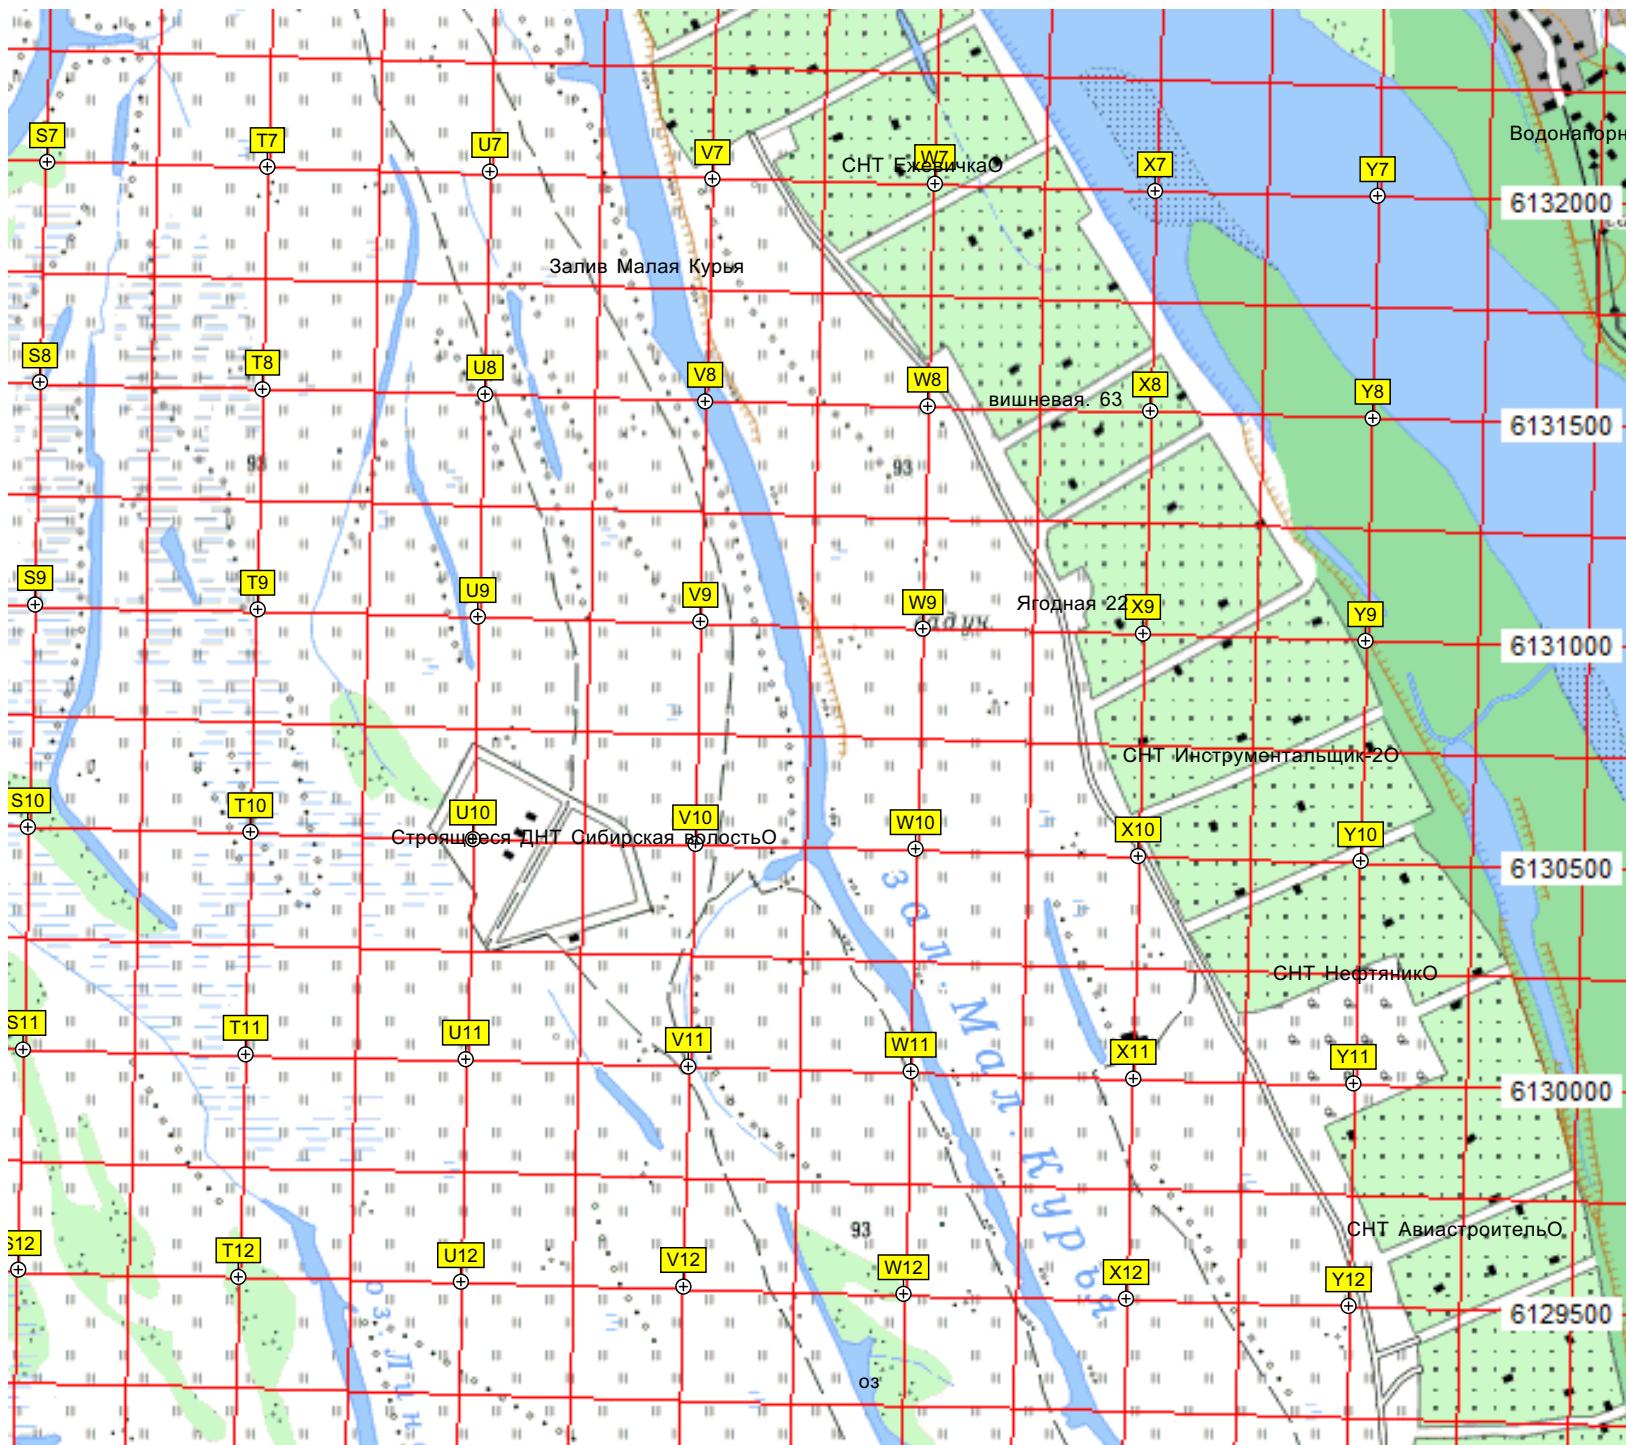 Водонапорн
S7 T7 U7 V7 W7 X7 Y7
СНТ ЕжевичкаО
6132000
Залив Малая Курья
S8 T8 U8 V8 W8 X8 Y8
вишневая. 63
6131500
93 93
S9 T9 U9 V9 W9 X9 Y9
Ягодная 22
6131000
СНТ Инструментальщик-2О
S10 T10 U10 V10 W10 X10 Y10
Строящееся ДНТ Сибирская волостьО
6130500
зал. Мал. Курья
СНТ НефтяникО
S11 T11 U11 V11 W11 X11 Y11
6130000
93
СНТ АвиастроительО
S12 T12 U12 V12 W12 X12 Y12
6129500
оз